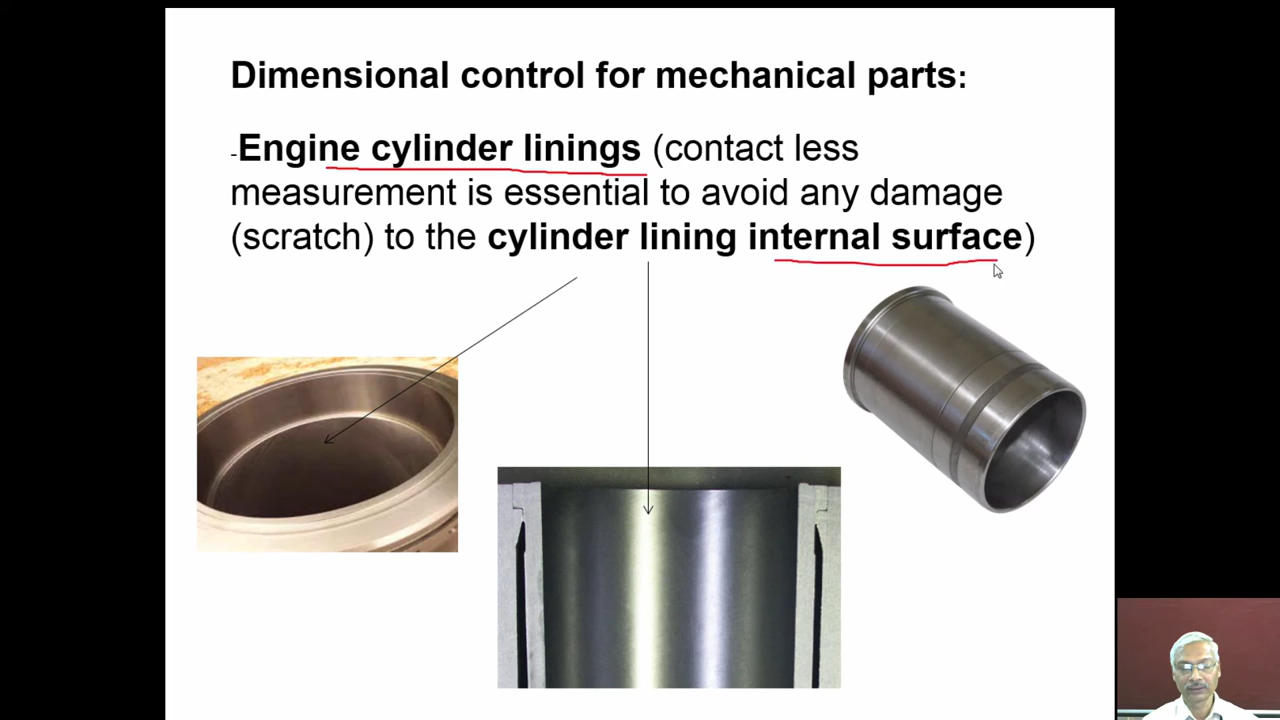 Dimensional control for mechanical parts:
-Engine cylinder linings (contact less
measurement is essential to avoid any damage
(scratch) to the cylinder lining internal surface)